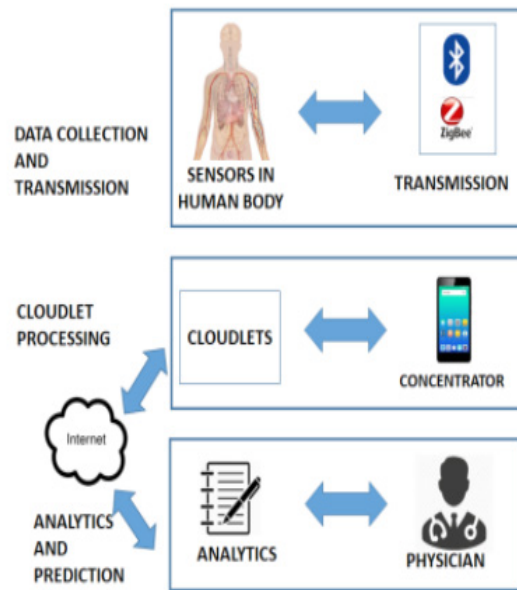 DATA COLLECTION
AND
TRANSMISSION
SENSORS IN
HUMAN BODY
ZigBee
TRANSMISSION
CLOUDLET
PROCESSING
CLOUDLETS
CONCENTRATOR
Internet
ANALYTICS
AND
PREDICTION
ANALYTICS
PHYSICIAN